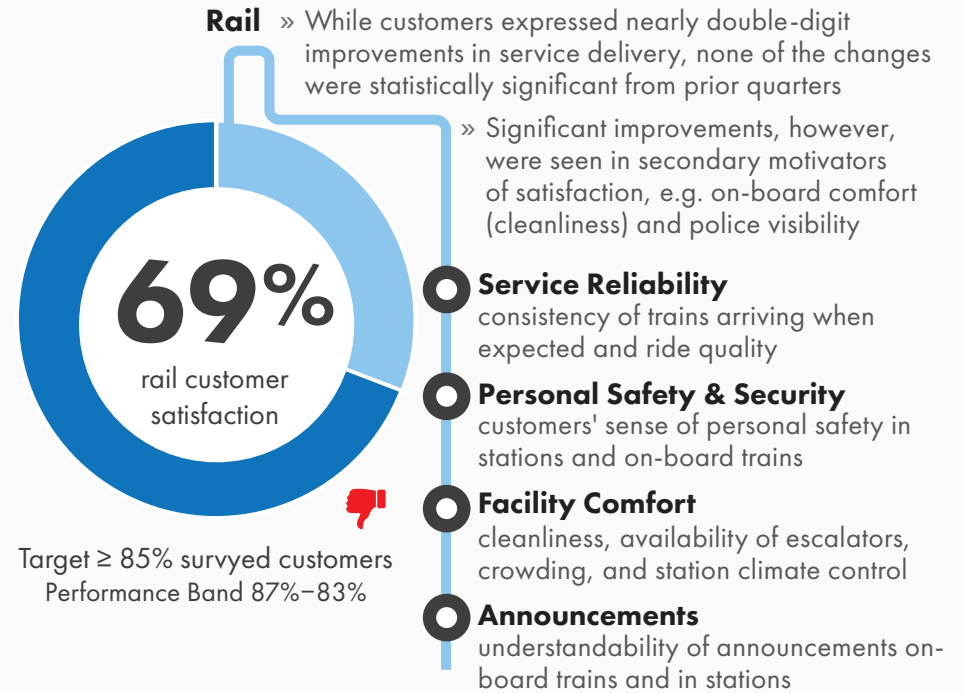 Rail » While customers expressed nearly double-digit
improvements in service delivery, none of the changes
were statistically significant from prior quarters
» Significant improvements, however,
were seen in secondary motivators
of satisfaction, e.g. on-board comfort
(cleanliness) and police visibility
69%
rail customer
satisfaction
Target ≥ 85% survyed customers
Performance Band 87%–83%
Service Reliability
consistency of trains arriving when
expected and ride quality
Personal Safety & Security
customers' sense of personal safety in
stations and on-board trains
Facility Comfort
cleanliness, availability of escalators,
crowding, and station climate control
Announcements
understandability of announcements on-
board trains and in stations